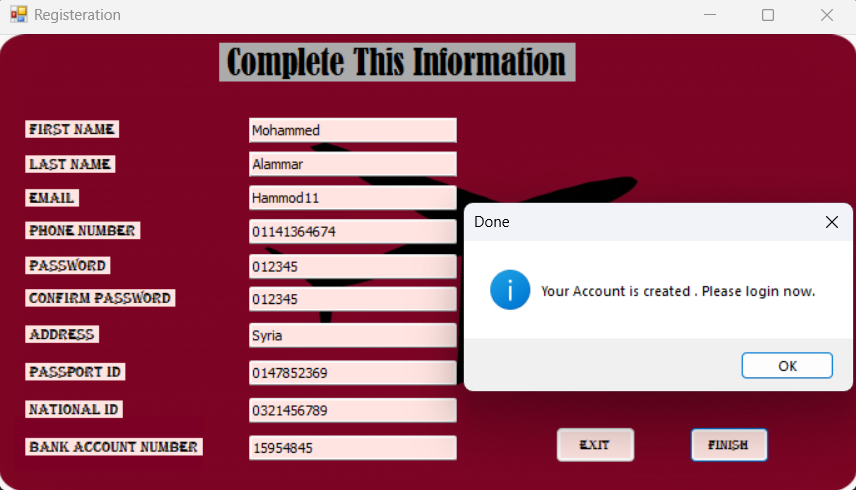 Registeration
Complete This Information
FIRST NAME Mohammed
LAST NAME Alammar
EMAIL Hammod11
PHONE NUMBER 01141364674
PASSWORD 012345
CONFIRM PASSWORD 012345
ADDRESS Syria
PASSPORT ID 0147852369
NATIONAL ID 0321456789
BANK ACCOUNT NUMBER 15954845
Done
Your Account is created . Please login now.
OK
EXIT FINISH